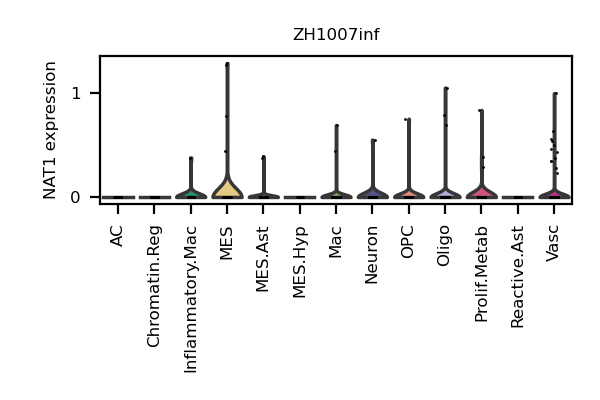 ZH1007inf
NAT1 expression
1
0
AC
Chromatin.Reg
Inflammatory.Mac
MES
MES.Ast
MES.Hyp
Mac
Neuron
OPC
Oligo
Prolif.Metab
Reactive.Ast
Vasc